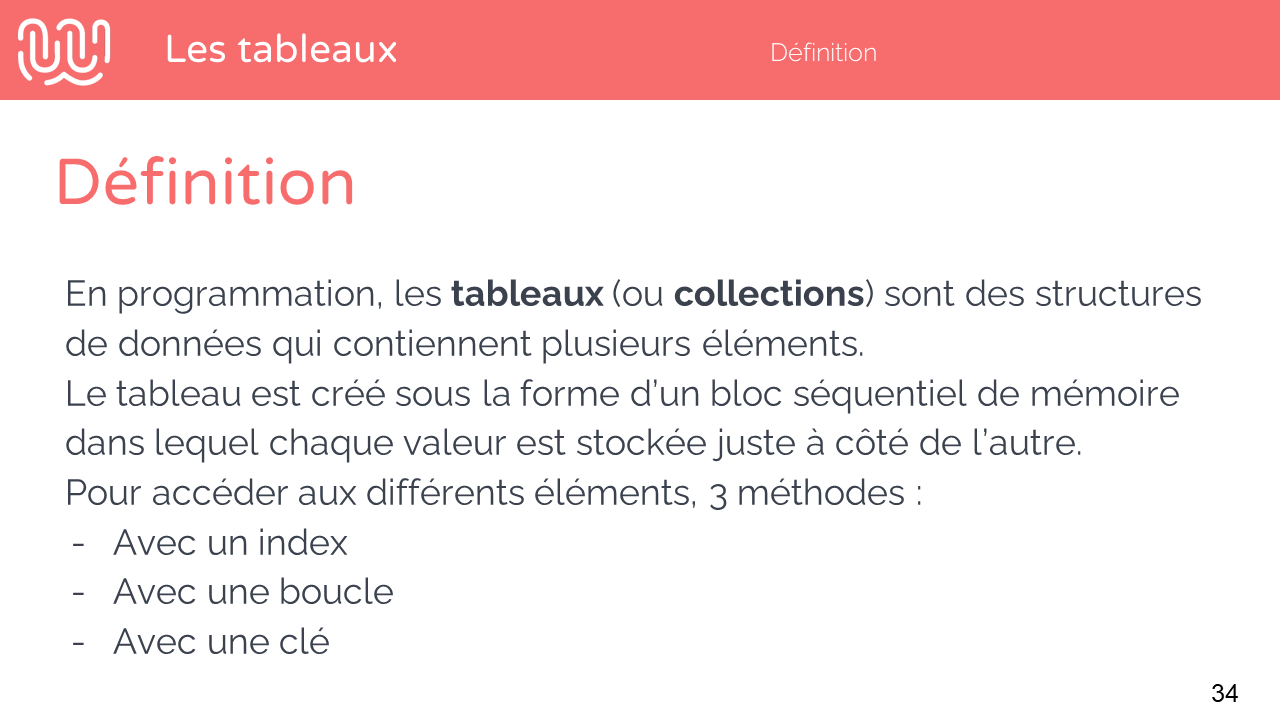 Les tableaux
Définition
Définition
En programmation, les tableaux (ou collections) sont des structures
de données qui contiennent plusieurs éléments.
Le tableau est créé sous la forme d’un bloc séquentiel de mémoire
dans lequel chaque valeur est stockée juste à côté de l’autre.
Pour accéder aux différents éléments, 3 méthodes :
- Avec un index
- Avec une boucle
- Avec une clé
34